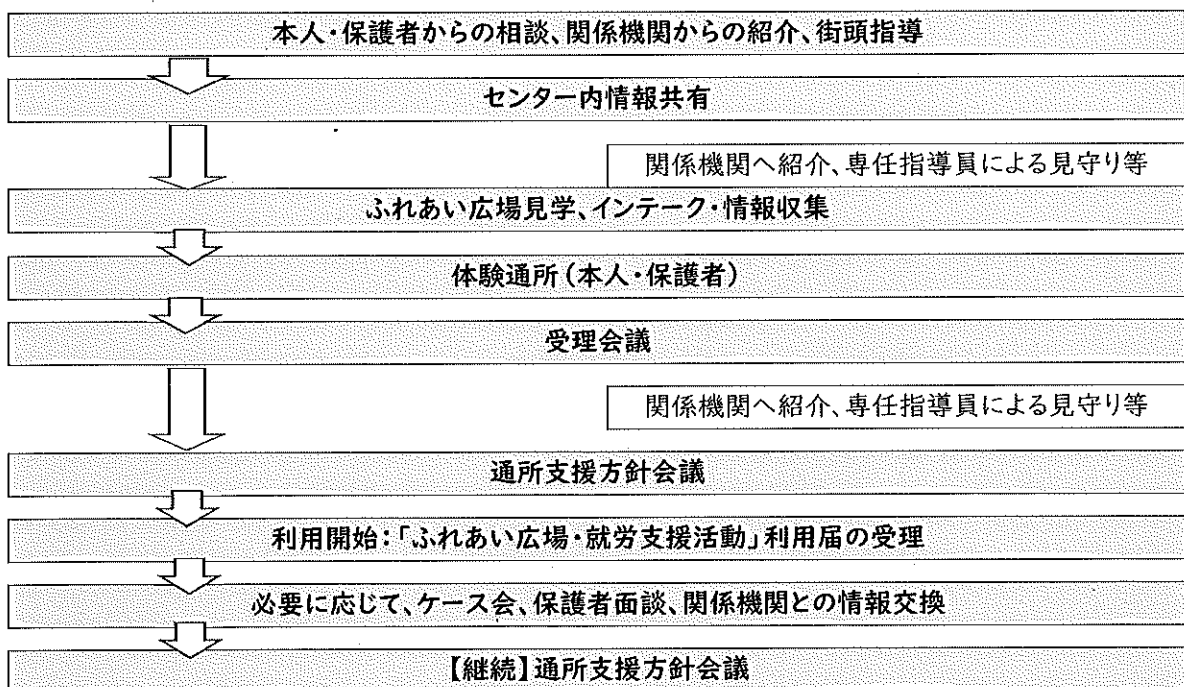 本人・保護者からの相談、関係機関からの紹介、街頭指導
センター内情報共有
関係機関へ紹介、専任指導員による見守り等
ふれあい広場見学、インテーク・情報収集
体験通所(本人・保護者)
受理会議
関係機関へ紹介、専任指導員による見守り等
通所支援方針会議
利用開始:「ふれあい広場・就労支援活動」利用届の受理
必要に応じて、ケース会、保護者面談、関係機関との情報交換
【継続】通所支援方針会議